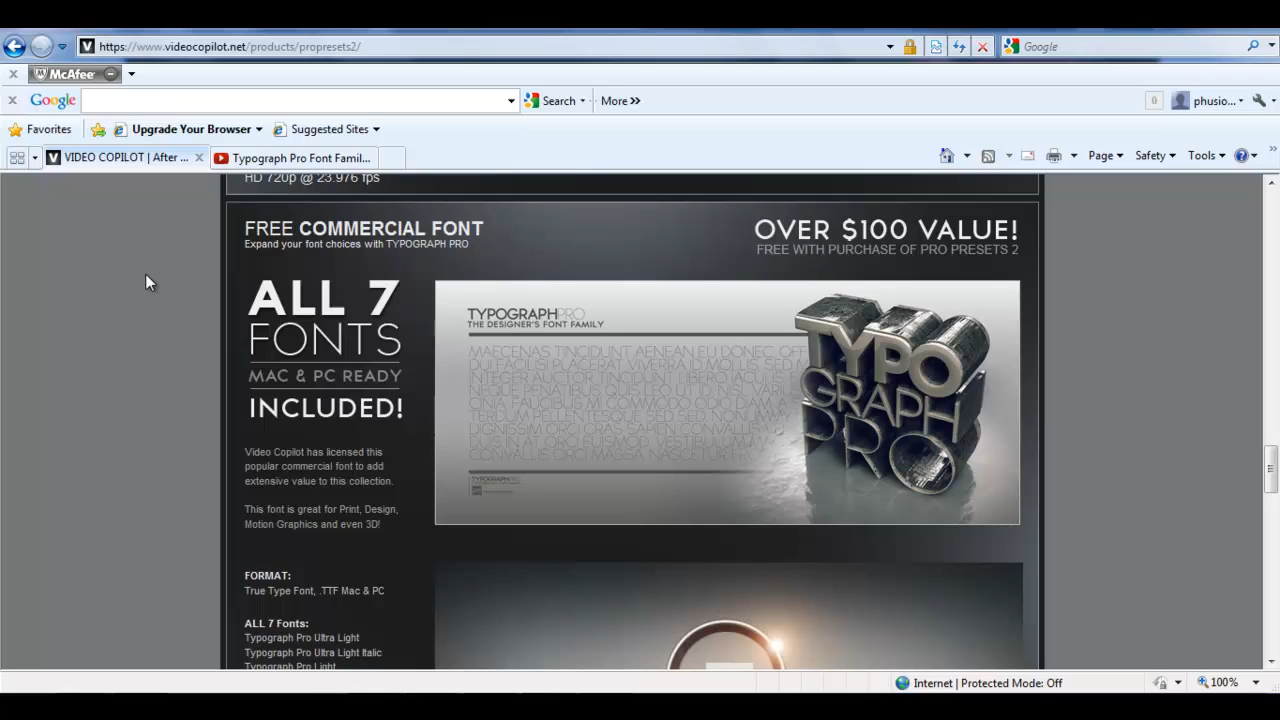 https://www.videocopilot.net/products/propresets2/
Google
McAfee
Google
Search
More »
0
phusio...
Favorites
Upgrade Your Browser
Suggested Sites
VIDEO COPILOT | After ...
Typograph Pro Font Famil...
Page
Safety
Tools
HD 720p @ 23.976 fps
FREE COMMERCIAL FONT
Expand your font choices with TYPOGRAPH PRO
OVER $100 VALUE!
FREE WITH PURCHASE OF PRO PRESETS 2
ALL 7
FONTS
MAC & PC READY
INCLUDED!
Video Copilot has licensed this
popular commercial font to add
extensive value to this collection.
This font is great for Print, Design,
Motion Graphics and even 3D!
TYPOGRAPHPRO
THE DESIGNER'S FONT FAMILY
TYPO
GRAPH
PRO
FORMAT:
True Type Font, .TTF Mac & PC
ALL 7 Fonts:
Typograph Pro Ultra Light
Typograph Pro Ultra Light Italic
Typograph Pro Light
Internet | Protected Mode: Off
100%